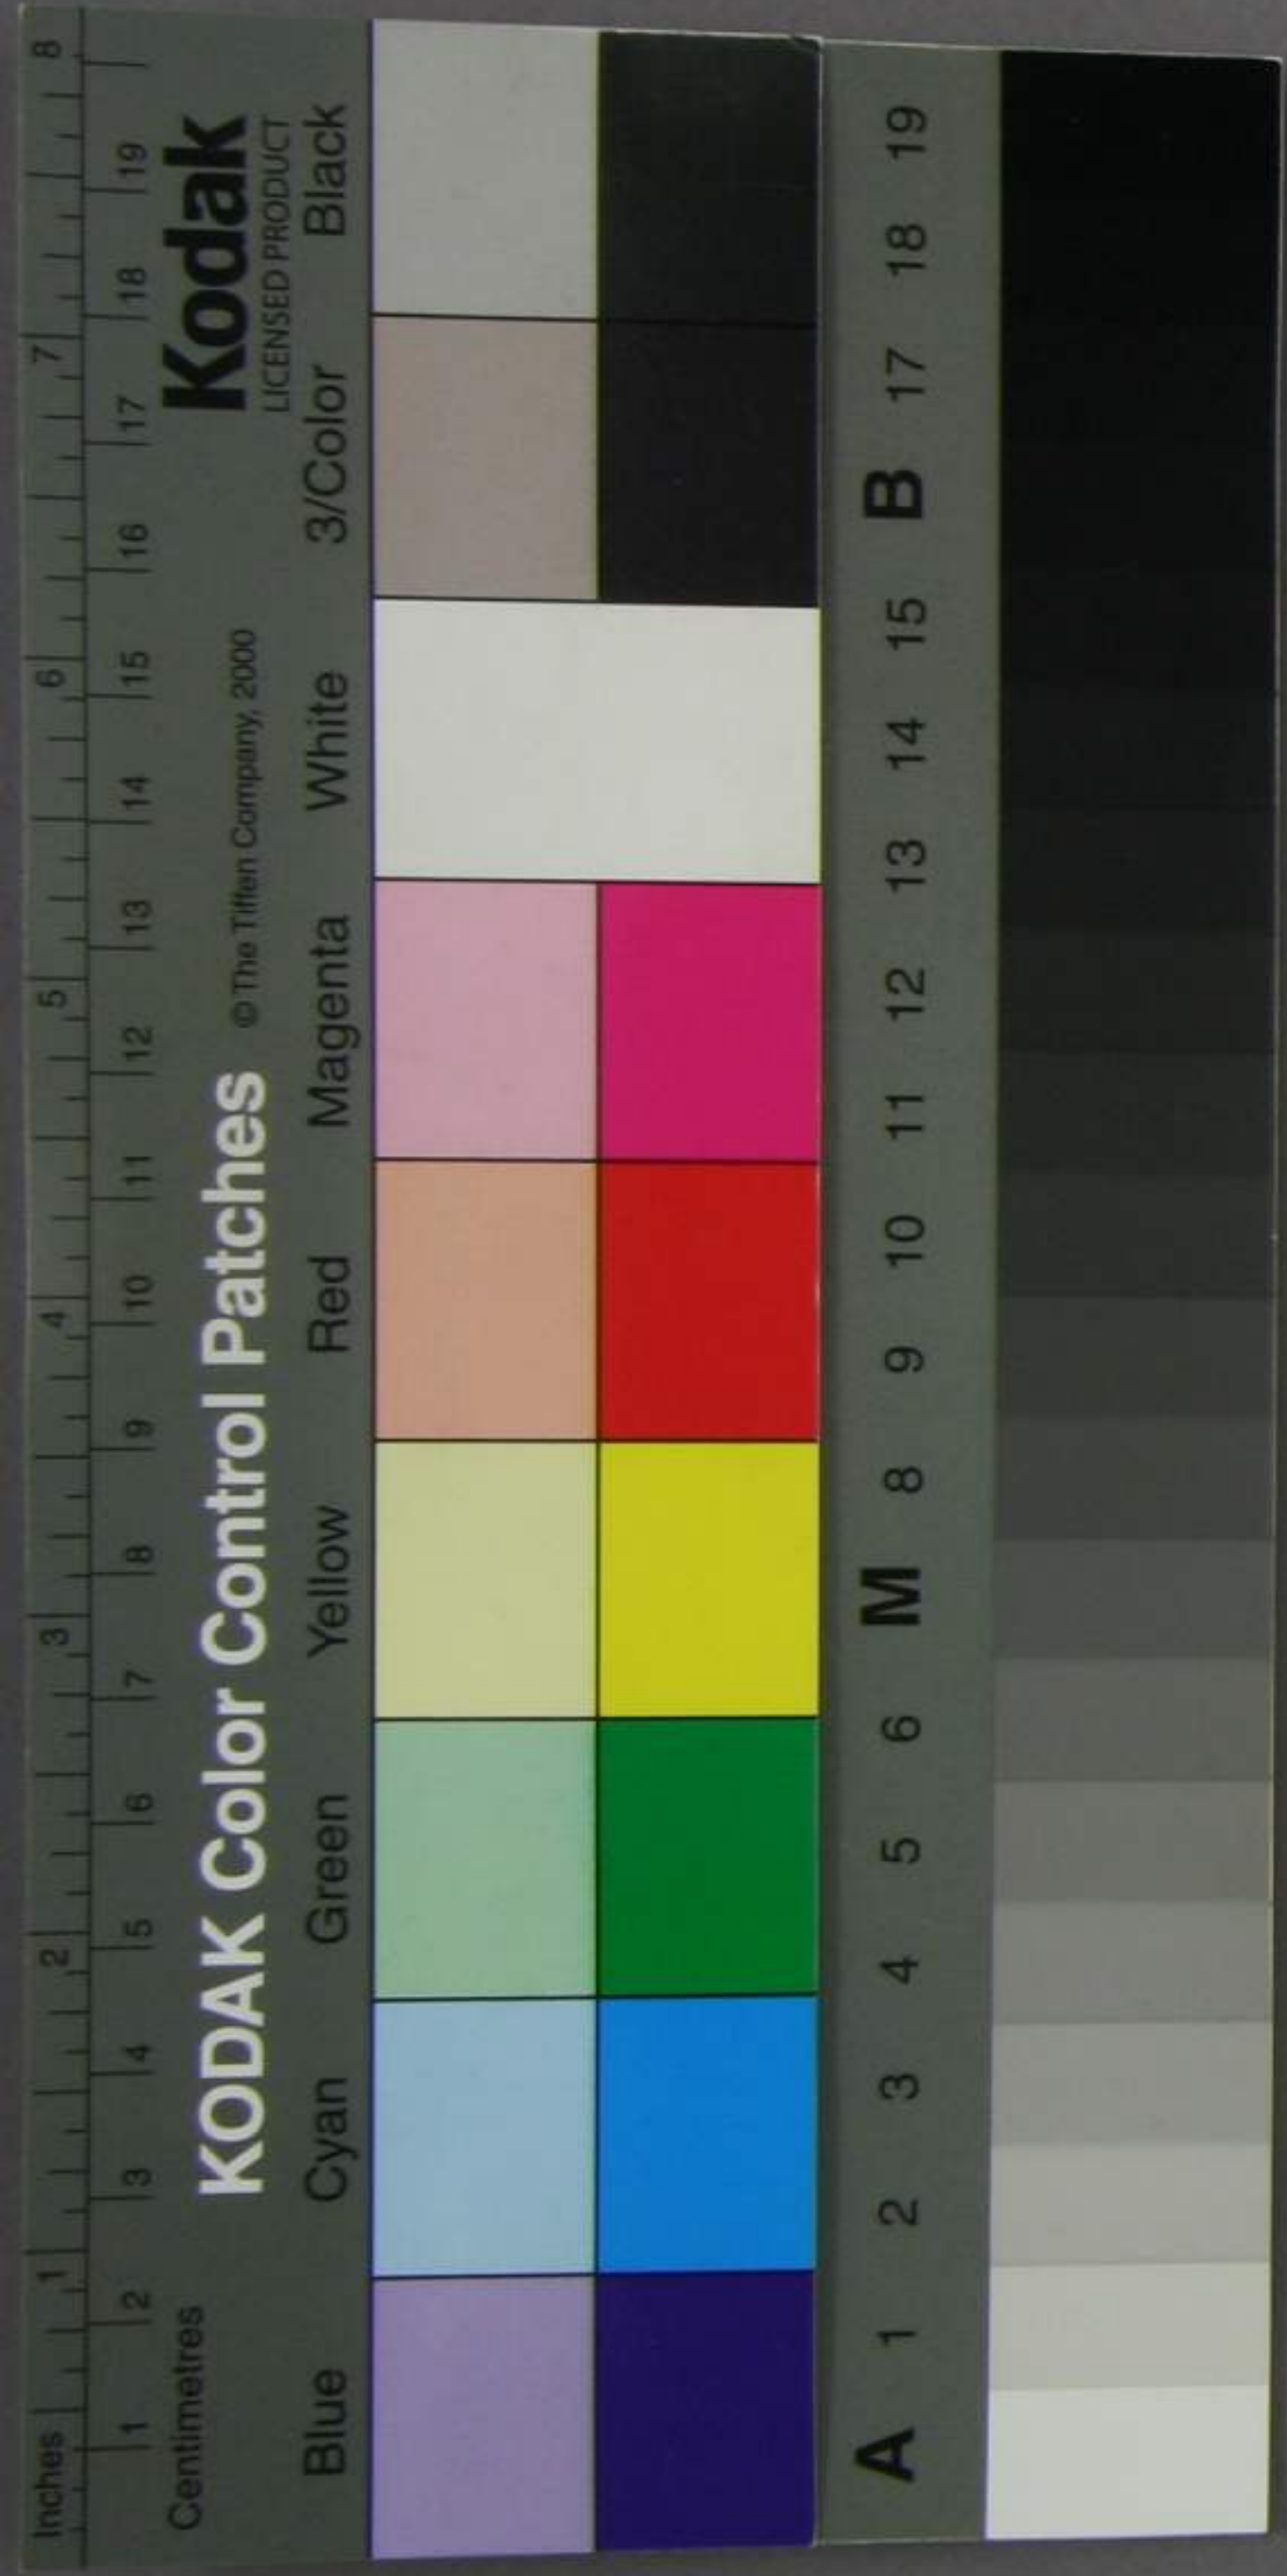 Inches 1 2 3 4 5 6 7 8
1 2 3 4 5 6 7 8 9 10 11 12 13 14 15 16 17 18 19
Centimetres
KODAK Color Control Patches © The Tiffen Company, 2000
Kodak
LICENSED PRODUCT
Blue Cyan Green Yellow Red Magenta White 3/Color Black
A 1 2 3 4 5 6 M 8 9 10 11 12 13 14 15 B 17 18 19